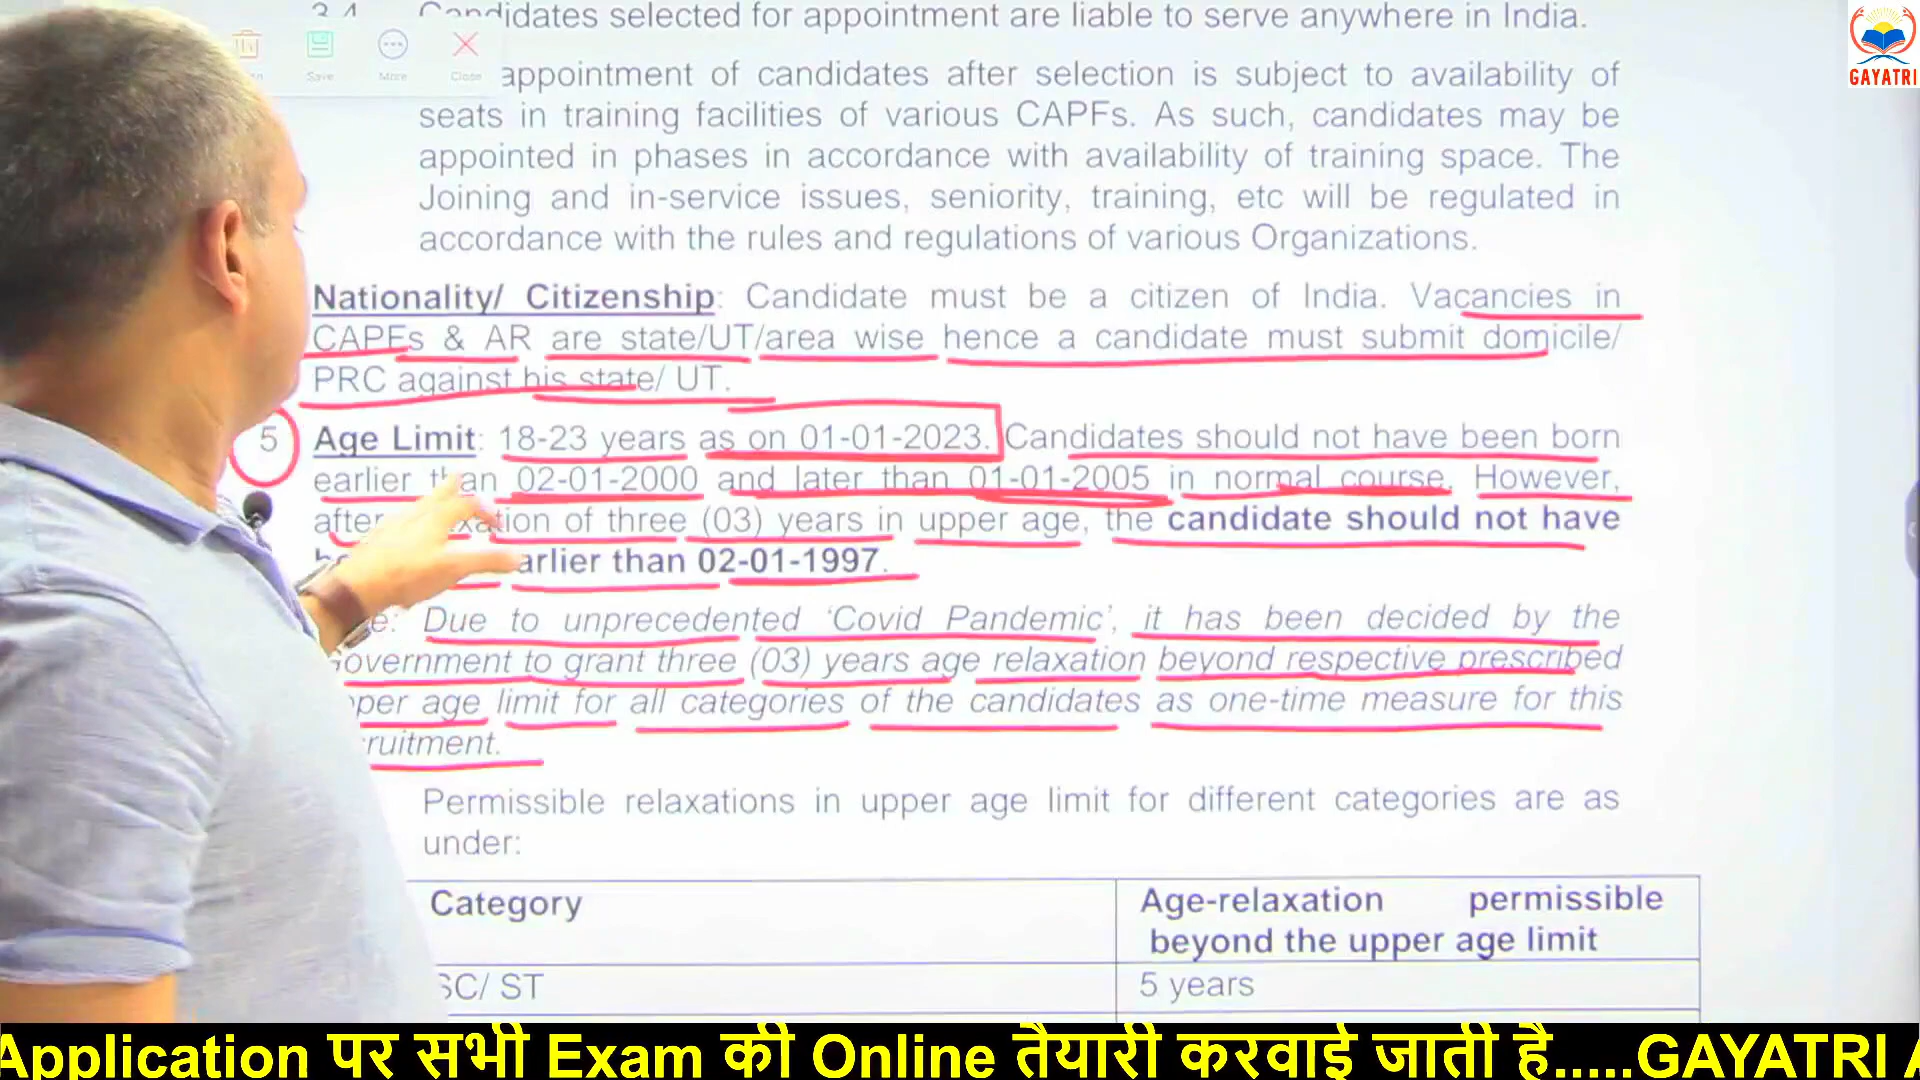 Candidates selected for appointment are liable to serve anywhere in India.
Save
More
Close
GAYATRI
appointment of candidates after selection is subject to availability of
seats in training facilities of various CAPFs. As such, candidates may be
appointed in phases in accordance with availability of training space. The
Joining and in-service issues, seniority, training, etc will be regulated in
accordance with the rules and regulations of various Organizations.
Nationality/ Citizenship: Candidate must be a citizen of India. Vacancies in
CAPFs & AR are state/UT/area wise hence a candidate must submit domicile/
PRC against his state/ UT.
5 Age Limit: 18-23 years as on 01-01-2023. Candidates should not have been born
earlier than 02-01-2000 and later than 01-01-2005 in normal course. However,
after xation of three (03) years in upper age, the candidate should not have
arlier than 02-01-1997.
e: Due to unprecedented ‘Covid Pandemic’, it has been decided by the
overnment to grant three (03) years age relaxation beyond respective prescribed
per age limit for all categories of the candidates as one-time measure for this
ruitment.
Permissible relaxations in upper age limit for different categories are as
under:
Category
Age-relaxation permissible
beyond the upper age limit
SC/ ST
5 years
Application पर सभी Exam की Online तैयारी करवाई जाती है.....GAYATRI